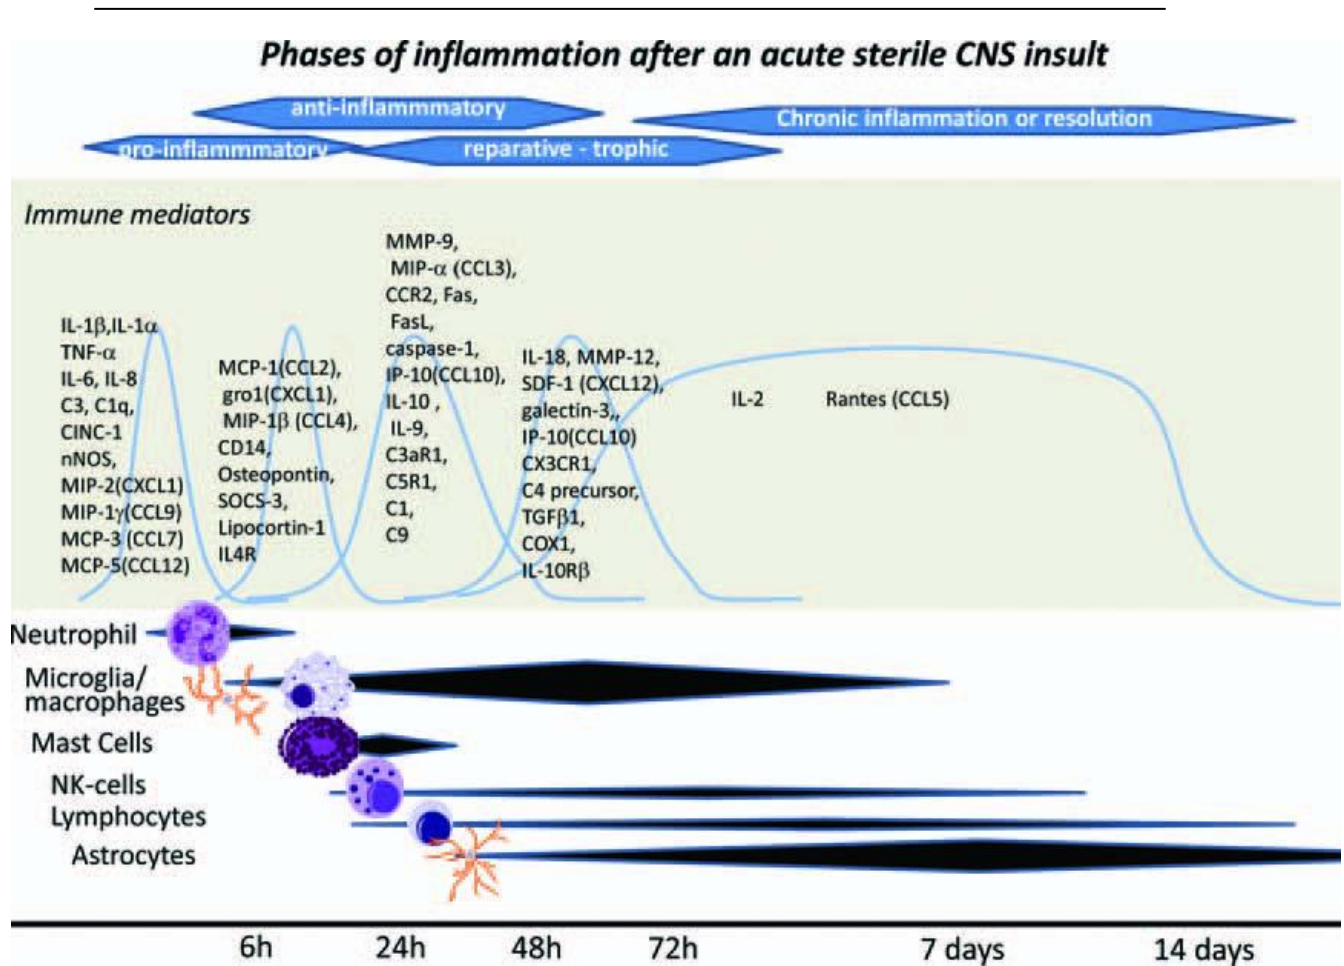 Phases of inflammation after an acute sterile CNS insult
anti-inflammmatory
Chronic inflammation or resolution
pro-inflammmatory
reparative - trophic
Immune mediators
IL-1β,IL-1α
TNF-α
IL-6, IL-8
C3, C1q,
CINC-1
nNOS,
MIP-2(CXCL1)
MIP-1γ(CCL9)
MCP-3 (CCL7)
MCP-5(CCL12)
MCP-1(CCL2),
gro1(CXCL1),
MIP-1β (CCL4),
CD14,
Osteopontin,
SOCS-3,
Lipocortin-1
IL4R
MMP-9,
MIP-α (CCL3),
CCR2, Fas,
FasL,
caspase-1,
IP-10(CCL10),
IL-10 ,
IL-9,
C3aR1,
C5R1,
C1,
C9
IL-18, MMP-12,
SDF-1 (CXCL12),
galectin-3,,
IP-10(CCL10)
CX3CR1,
C4 precursor,
TGFβ1,
COX1,
IL-10Rβ
IL-2
Rantes (CCL5)
Neutrophil
Microglia/
macrophages
Mast Cells
NK-cells
Lymphocytes
Astrocytes
6h 24h 48h 72h 7 days 14 days